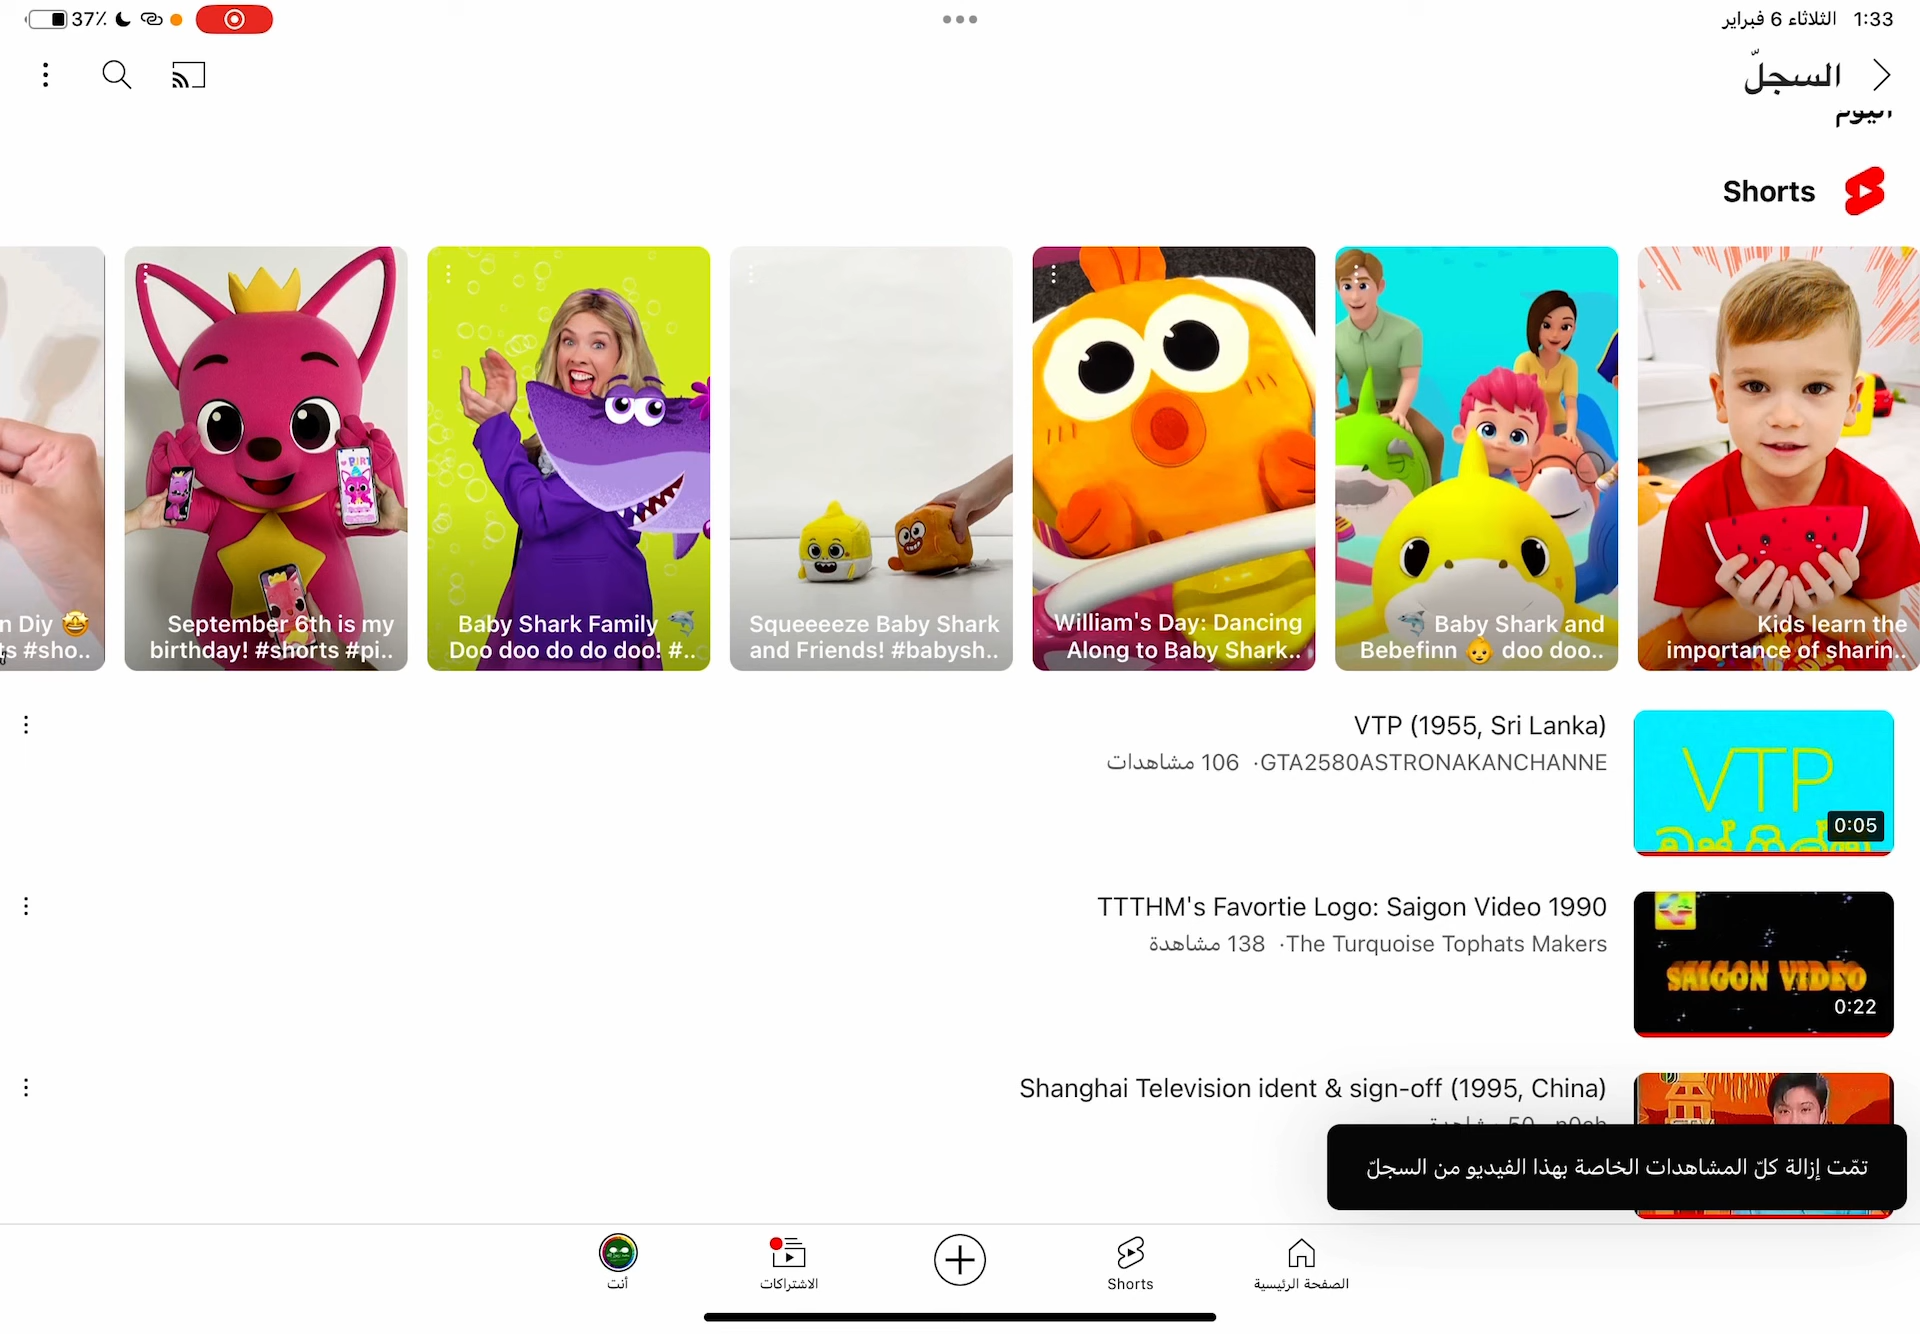 1:33 الثلاثاء 6 فبراير
37٪
السجلّ
اليوم
Shorts
Kids learn the
importance of sharin..
🦈 Baby Shark and
Bebefinn 👶 doo doo..
William's Day: Dancing
Along to Baby Shark..
Squeeeeze Baby Shark
and Friends! #babysh..
Baby Shark Family 🦈
Doo doo do do doo! #..
September 6th is my
birthday! #shorts #pi..
n Diy 🤩
ts #sho..
VTP (1955, Sri Lanka)
GTA2580ASTRONAKANCHANNE· 106 مشاهدات
VTP
0:05
TTTHM's Favortie Logo: Saigon Video 1990
The Turquoise Tophats Makers· 138 مشاهدة
SAIGON VIDEO
0:22
Shanghai Television ident & sign-off (1995, China)
تمّت إزالة كلّ المشاهدات الخاصة بهذا الفيديو من السجلّ
الصفحة الرئيسية
Shorts
الاشتراكات
أنت